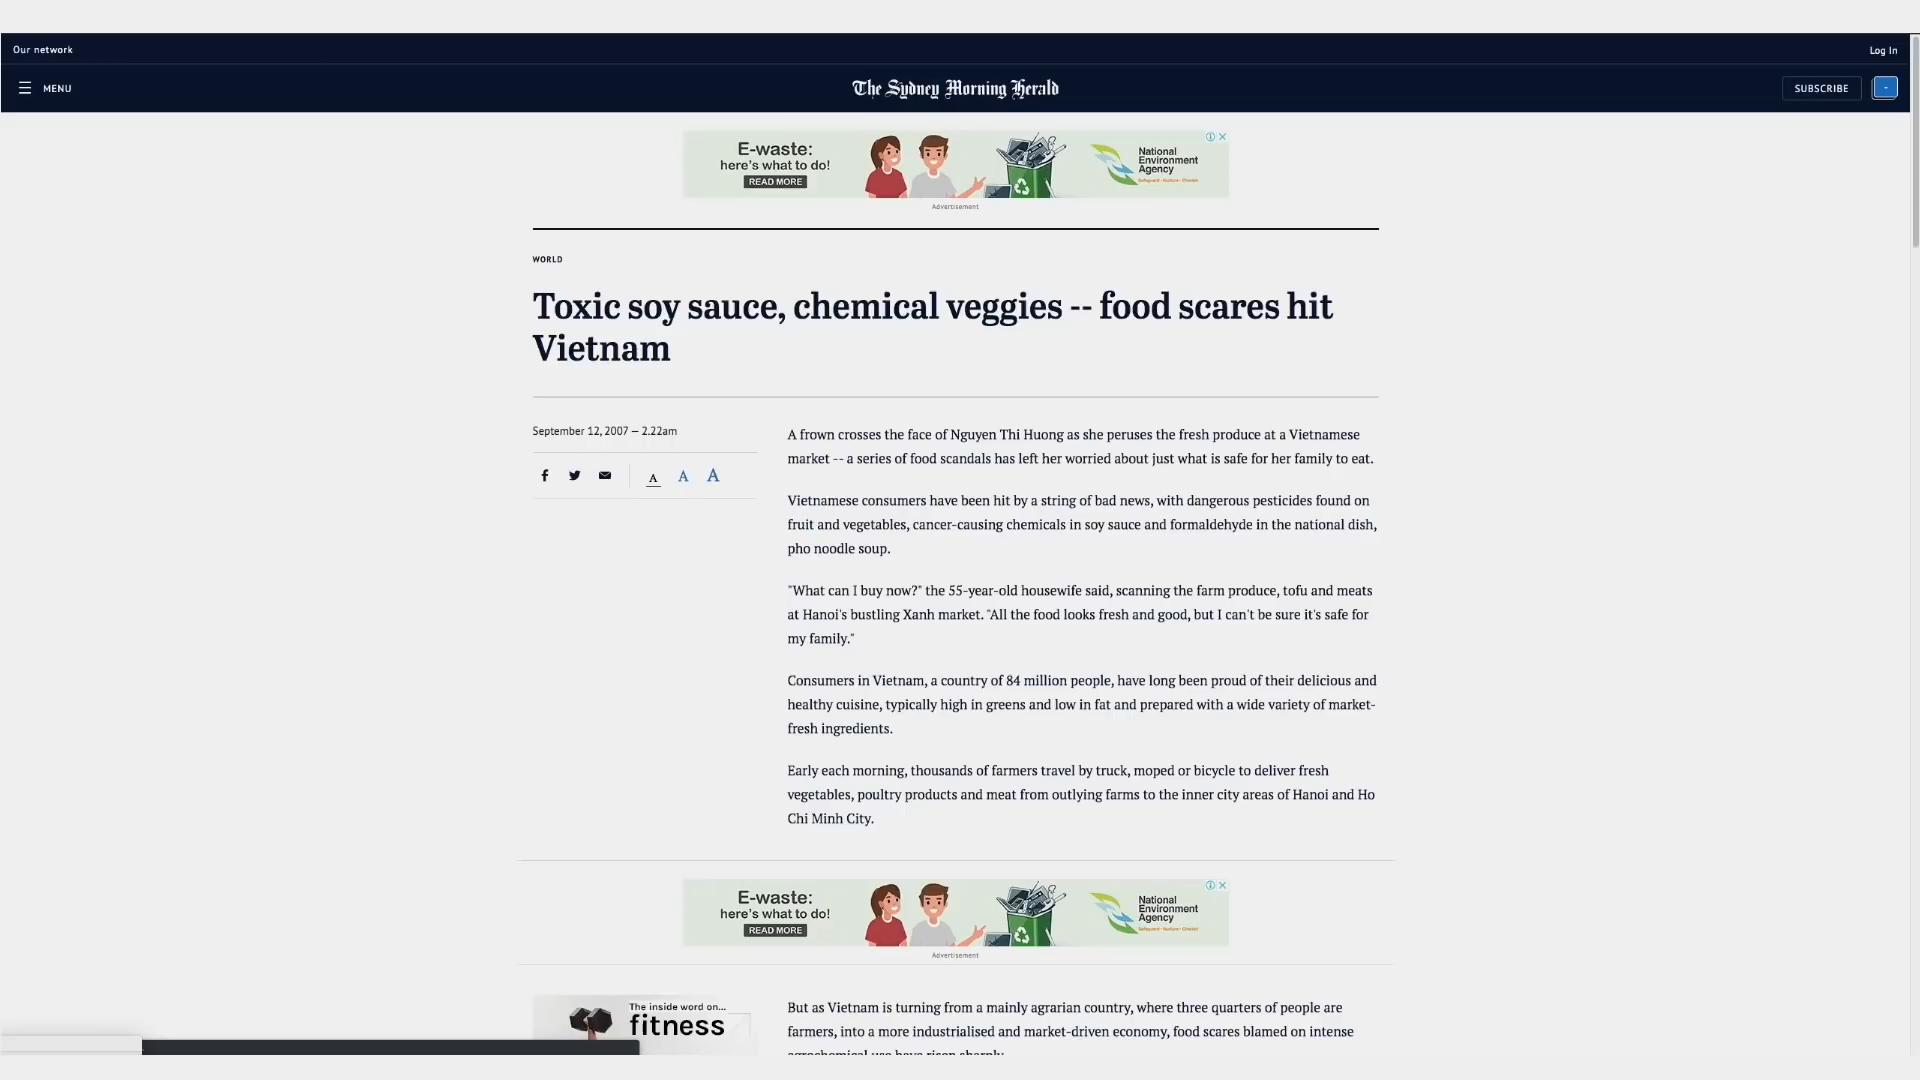 Our network
Log In
MENU
The Sydney Morning Herald
SUBSCRIBE
E-waste:
here's what to do!
READ MORE
National
Environment
Agency
Safeguard · Nurture · Cherish
Advertisement
WORLD
Toxic soy sauce, chemical veggies -- food scares hit
Vietnam
September 12, 2007 — 2.22am
A A A
A frown crosses the face of Nguyen Thi Huong as she peruses the fresh produce at a Vietnamese
market -- a series of food scandals has left her worried about just what is safe for her family to eat.
Vietnamese consumers have been hit by a string of bad news, with dangerous pesticides found on
fruit and vegetables, cancer-causing chemicals in soy sauce and formaldehyde in the national dish,
pho noodle soup.
"What can I buy now?" the 55-year-old housewife said, scanning the farm produce, tofu and meats
at Hanoi's bustling Xanh market. "All the food looks fresh and good, but I can't be sure it's safe for
my family."
Consumers in Vietnam, a country of 84 million people, have long been proud of their delicious and
healthy cuisine, typically high in greens and low in fat and prepared with a wide variety of market-
fresh ingredients.
Early each morning, thousands of farmers travel by truck, moped or bicycle to deliver fresh
vegetables, poultry products and meat from outlying farms to the inner city areas of Hanoi and Ho
Chi Minh City.
E-waste:
here's what to do!
READ MORE
National
Environment
Agency
Safeguard · Nurture · Cherish
Advertisement
The inside word on...
fitness
But as Vietnam is turning from a mainly agrarian country, where three quarters of people are
farmers, into a more industrialised and market-driven economy, food scares blamed on intense
agrochemical use have risen sharply.